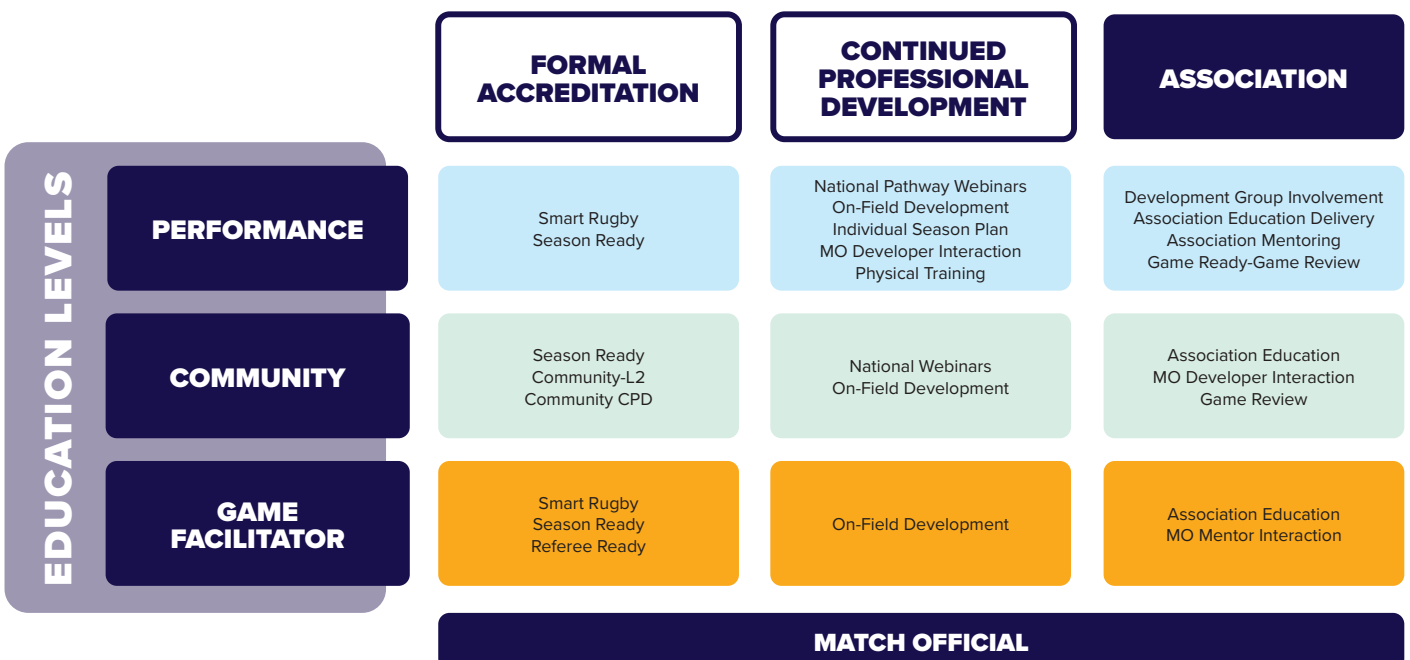 FORMAL
ACCREDITATION
CONTINUED
PROFESSIONAL
DEVELOPMENT
ASSOCIATION
EDUCATION LEVELS
PERFORMANCE
Smart Rugby
Season Ready
National Pathway Webinars
On-Field Development
Individual Season Plan
MO Developer Interaction
Physical Training
Development Group Involvement
Association Education Delivery
Association Mentoring
Game Ready-Game Review
COMMUNITY
Season Ready
Community-L2
Community CPD
National Webinars
On-Field Development
Association Education
MO Developer Interaction
Game Review
GAME
FACILITATOR
Smart Rugby
Season Ready
Referee Ready
On-Field Development
Association Education
MO Mentor Interaction
MATCH OFFICIAL